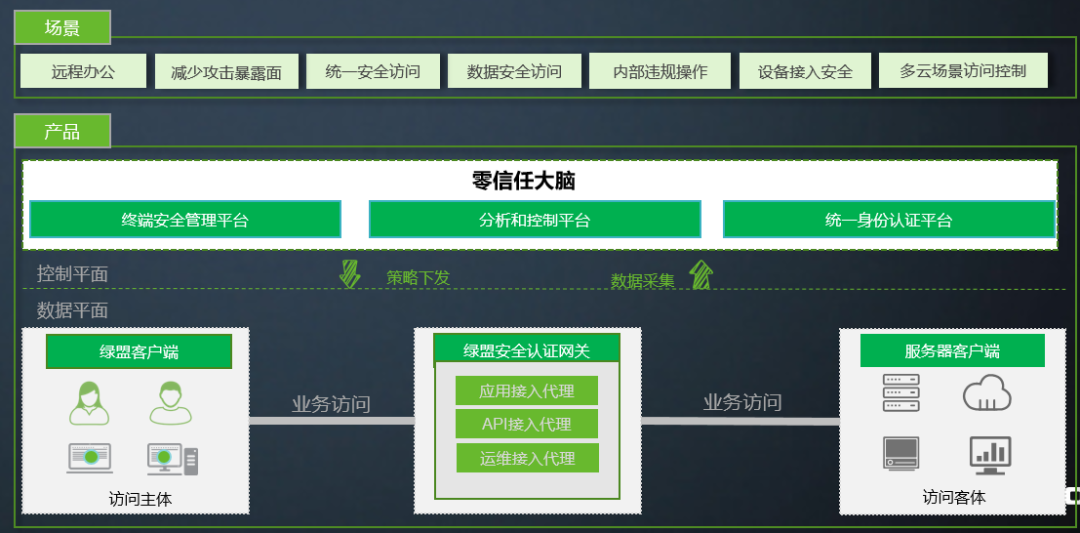 场景
远程办公
减少攻击暴露面
统一安全访问
数据安全访问
内部违规操作
设备接入安全
多云场景访问控制
产品
零信任大脑
终端安全管理平台
分析和控制平台
统一身份认证平台
控制平面
策略下发
数据采集
数据平面
绿盟客户端
访问主体
业务访问
绿盟安全认证网关
应用接入代理
API接入代理
运维接入代理
业务访问
服务器客户端
访问客体